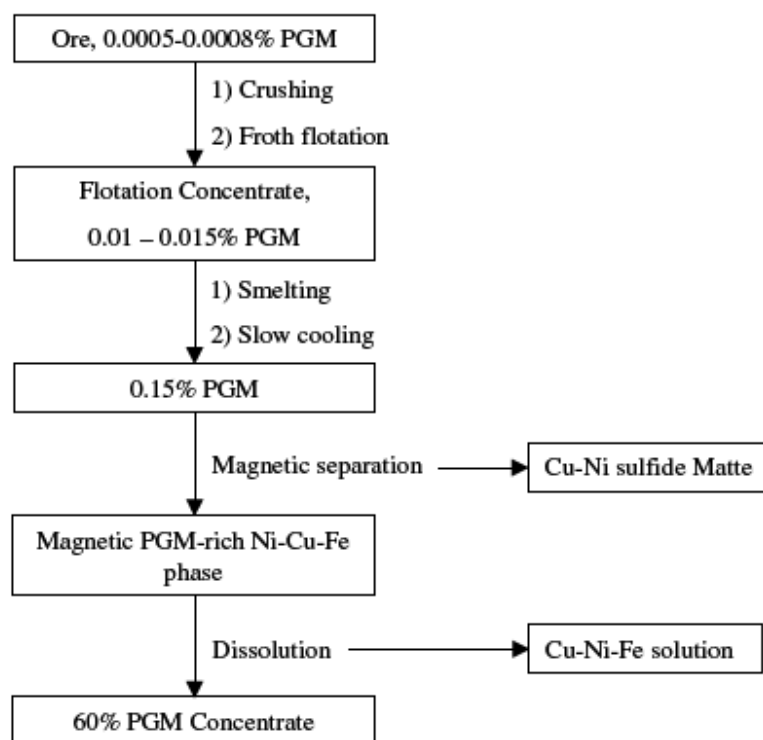 Ore, 0.0005-0.0008% PGM
1) Crushing
2) Froth flotation
Flotation Concentrate,
0.01 – 0.015% PGM
1) Smelting
2) Slow cooling
0.15% PGM
Magnetic separation
Cu-Ni sulfide Matte
Magnetic PGM-rich Ni-Cu-Fe
phase
Dissolution
Cu-Ni-Fe solution
60% PGM Concentrate